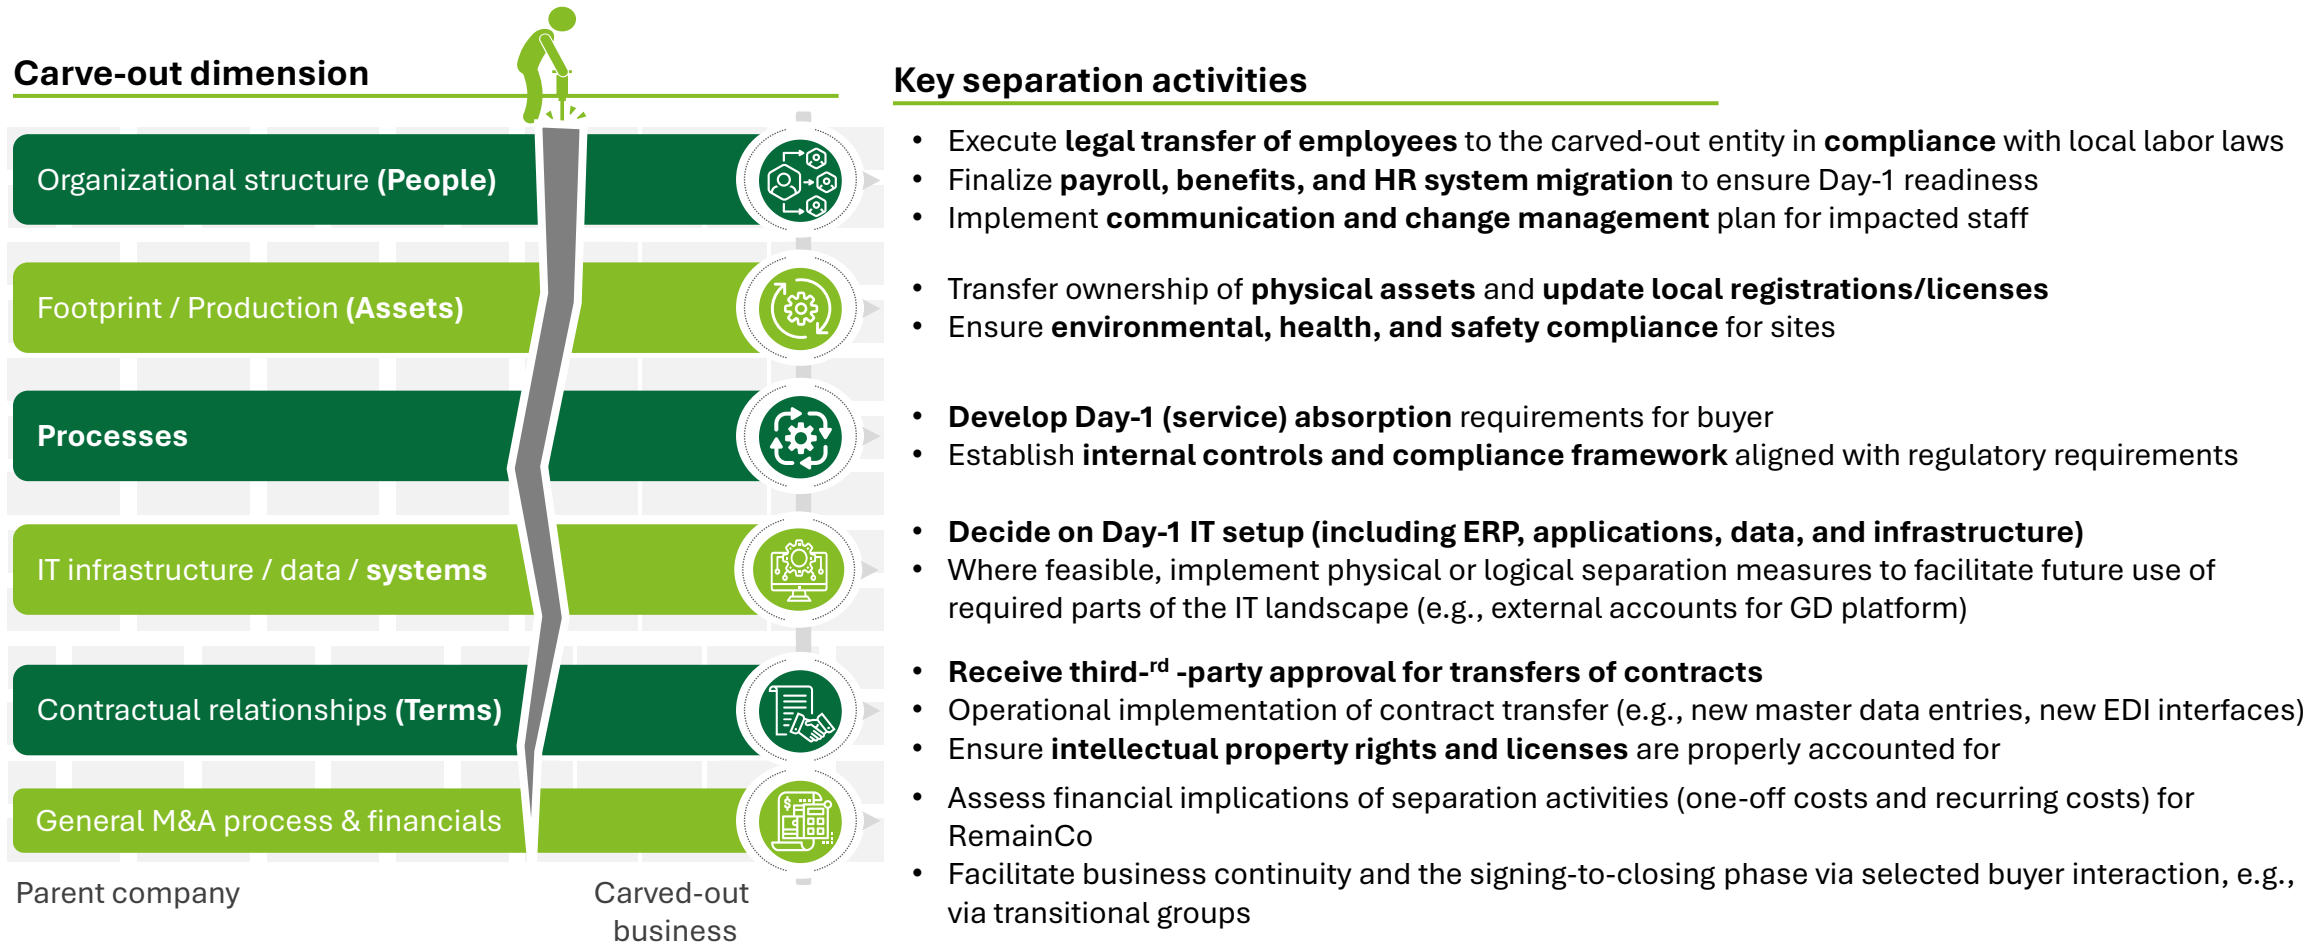 Carve-out dimension
Key separation activities
Organizational structure (People)
• Execute legal transfer of employees to the carved-out entity in compliance with local labor laws
• Finalize payroll, benefits, and HR system migration to ensure Day-1 readiness
• Implement communication and change management plan for impacted staff
Footprint / Production (Assets)
• Transfer ownership of physical assets and update local registrations/licenses
• Ensure environmental, health, and safety compliance for sites
Processes
• Develop Day-1 (service) absorption requirements for buyer
• Establish internal controls and compliance framework aligned with regulatory requirements
IT infrastructure / data / systems
• Decide on Day-1 IT setup (including ERP, applications, data, and infrastructure)
• Where feasible, implement physical or logical separation measures to facilitate future use of
required parts of the IT landscape (e.g., external accounts for GD platform)
Contractual relationships (Terms)
• Receive third-rd -party approval for transfers of contracts
• Operational implementation of contract transfer (e.g., new master data entries, new EDI interfaces)
• Ensure intellectual property rights and licenses are properly accounted for
General M&A process & financials
• Assess financial implications of separation activities (one-off costs and recurring costs) for
RemainCo
• Facilitate business continuity and the signing-to-closing phase via selected buyer interaction, e.g.,
via transitional groups
Parent company
Carved-out
business